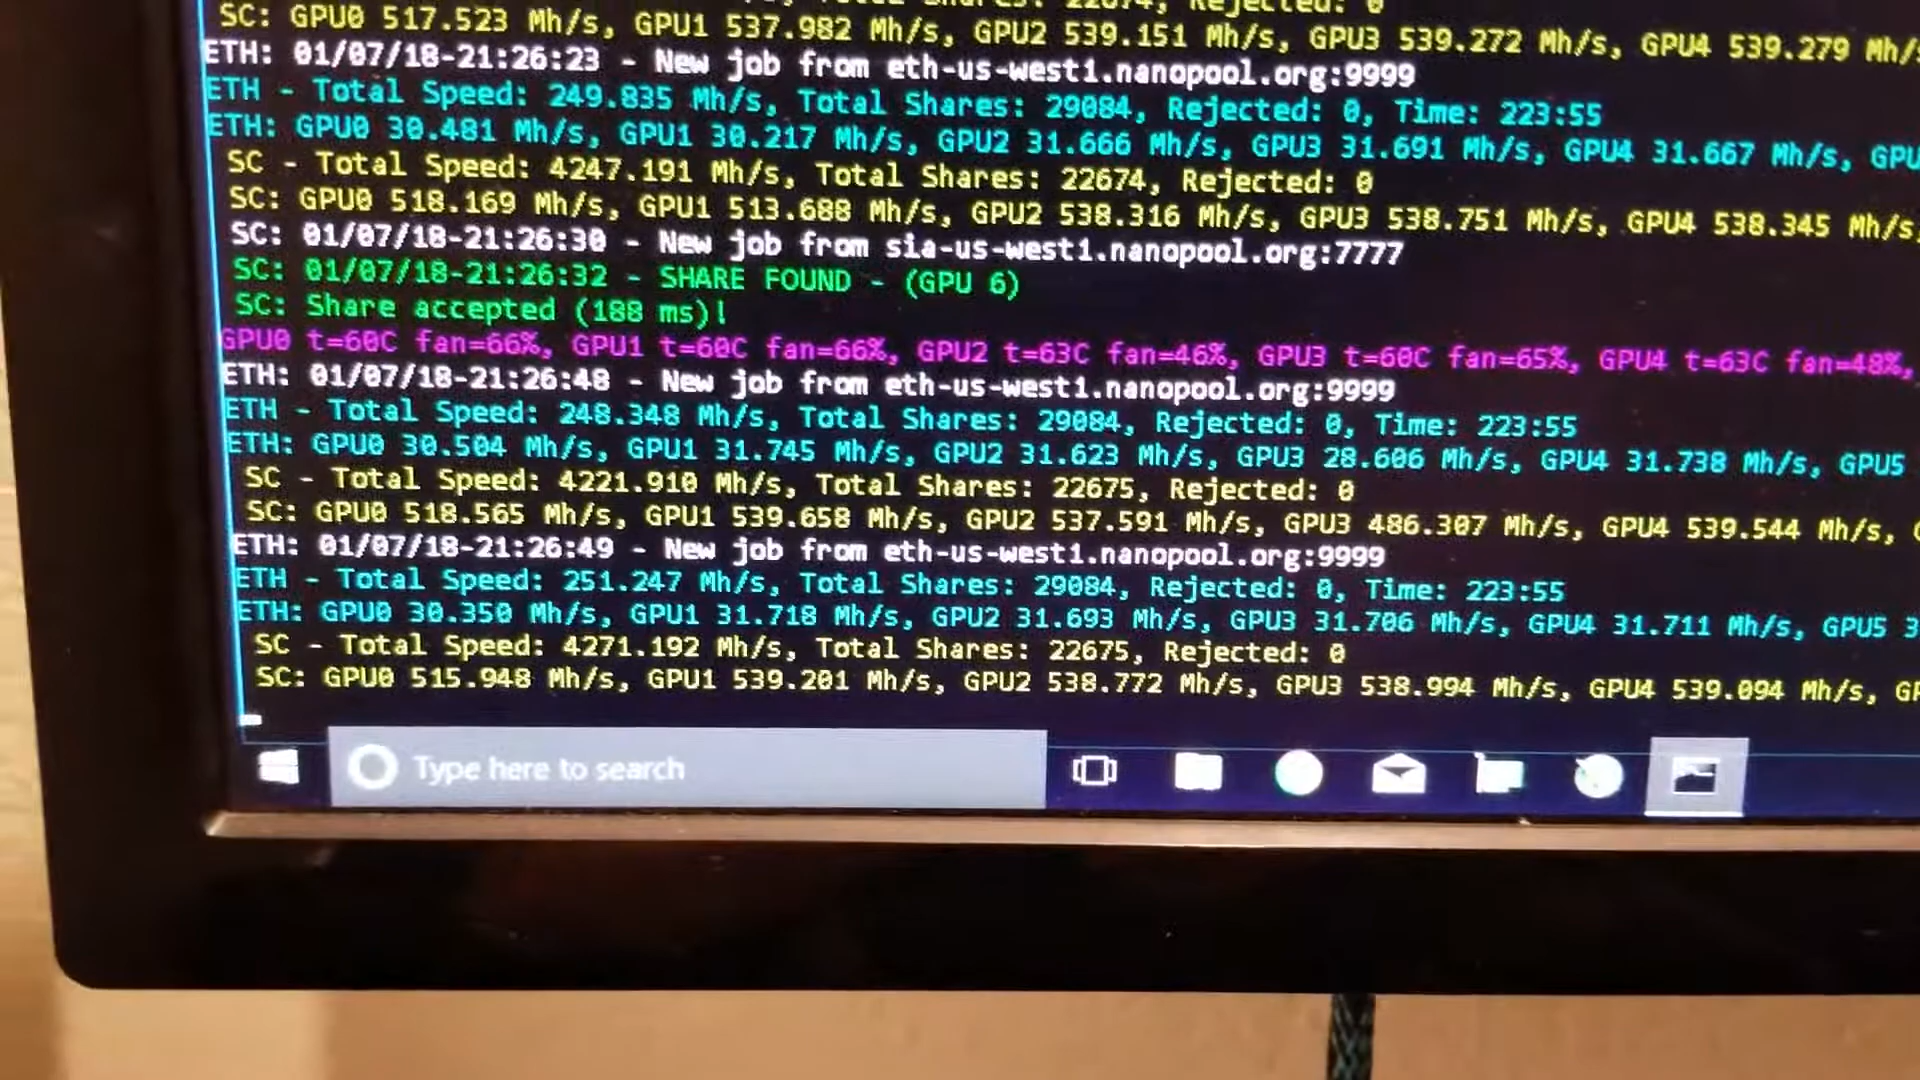 22674, Rejected: 0
SC: GPU0 517.523 Mh/s, GPU1 537.982 Mh/s, GPU2 539.151 Mh/s, GPU3 539.272 Mh/s, GPU4 539.279 Mh/s
ETH: 01/07/18-21:26:23 - New job from eth-us-west1.nanopool.org:9999
ETH - Total Speed: 249.835 Mh/s, Total Shares: 29084, Rejected: 0, Time: 223:55
ETH: GPU0 30.481 Mh/s, GPU1 30.217 Mh/s, GPU2 31.666 Mh/s, GPU3 31.691 Mh/s, GPU4 31.667 Mh/s, GPU
SC - Total Speed: 4247.191 Mh/s, Total Shares: 22674, Rejected: 0
SC: GPU0 518.169 Mh/s, GPU1 513.688 Mh/s, GPU2 538.316 Mh/s, GPU3 538.751 Mh/s, GPU4 538.345 Mh/s,
SC: 01/07/18-21:26:30 - New job from sia-us-west1.nanopool.org:7777
SC: 01/07/18-21:26:32 - SHARE FOUND - (GPU 6)
SC: Share accepted (188 ms)!
GPU0 t=60C fan=66%, GPU1 t=60C fan=66%, GPU2 t=63C fan=46%, GPU3 t=60C fan=65%, GPU4 t=63C fan=48%,
ETH: 01/07/18-21:26:48 - New job from eth-us-west1.nanopool.org:9999
ETH - Total Speed: 248.348 Mh/s, Total Shares: 29084, Rejected: 0, Time: 223:55
ETH: GPU0 30.504 Mh/s, GPU1 31.745 Mh/s, GPU2 31.623 Mh/s, GPU3 28.606 Mh/s, GPU4 31.738 Mh/s, GPU5
SC - Total Speed: 4221.910 Mh/s, Total Shares: 22675, Rejected: 0
SC: GPU0 518.565 Mh/s, GPU1 539.658 Mh/s, GPU2 537.591 Mh/s, GPU3 486.307 Mh/s, GPU4 539.544 Mh/s,
ETH: 01/07/18-21:26:49 - New job from eth-us-west1.nanopool.org:9999
ETH - Total Speed: 251.247 Mh/s, Total Shares: 29084, Rejected: 0, Time: 223:55
ETH: GPU0 30.350 Mh/s, GPU1 31.718 Mh/s, GPU2 31.693 Mh/s, GPU3 31.706 Mh/s, GPU4 31.711 Mh/s, GPU5 3
SC - Total Speed: 4271.192 Mh/s, Total Shares: 22675, Rejected: 0
SC: GPU0 515.948 Mh/s, GPU1 539.201 Mh/s, GPU2 538.772 Mh/s, GPU3 538.994 Mh/s, GPU4 539.094 Mh/s, GP
Type here to search